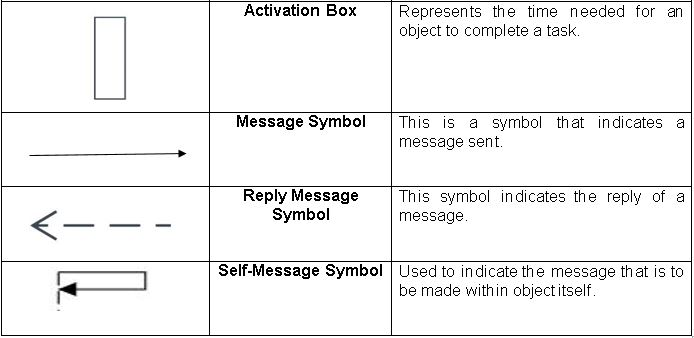 Activation Box
Represents the time needed for an
object to complete a task.
Message Symbol
This is a symbol that indicates a
message sent.
Reply Message
Symbol
This symbol indicates the reply of a
message.
Self-Message Symbol
Used to indicate the message that is to
be made within object itself.